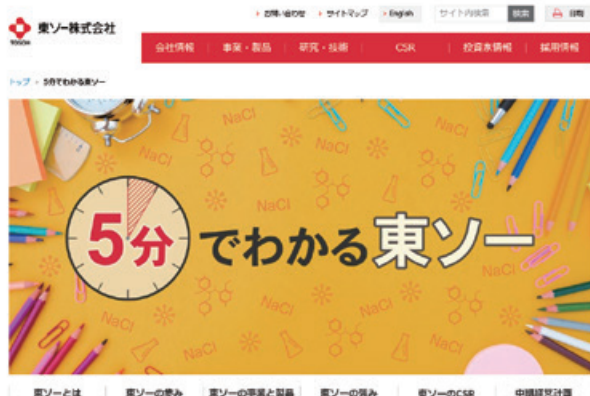 東ソー株式会社
TOSOH
お問い合わせ サイトマップ English サイト内検索 検索 印刷
会社情報 事業・製品 研究・技術 CSR 投資家情報 採用情報
トップ 5分でわかる東ソー
NaCl
NaCl
NaCl
5分でわかる東ソー
NaCl
NaCl
NaCl
NaCl
NaCl
東ソーとは 東ソーの歩み 東ソーの事業と製品 東ソーの強み 東ソーのCSR 中期経営計画